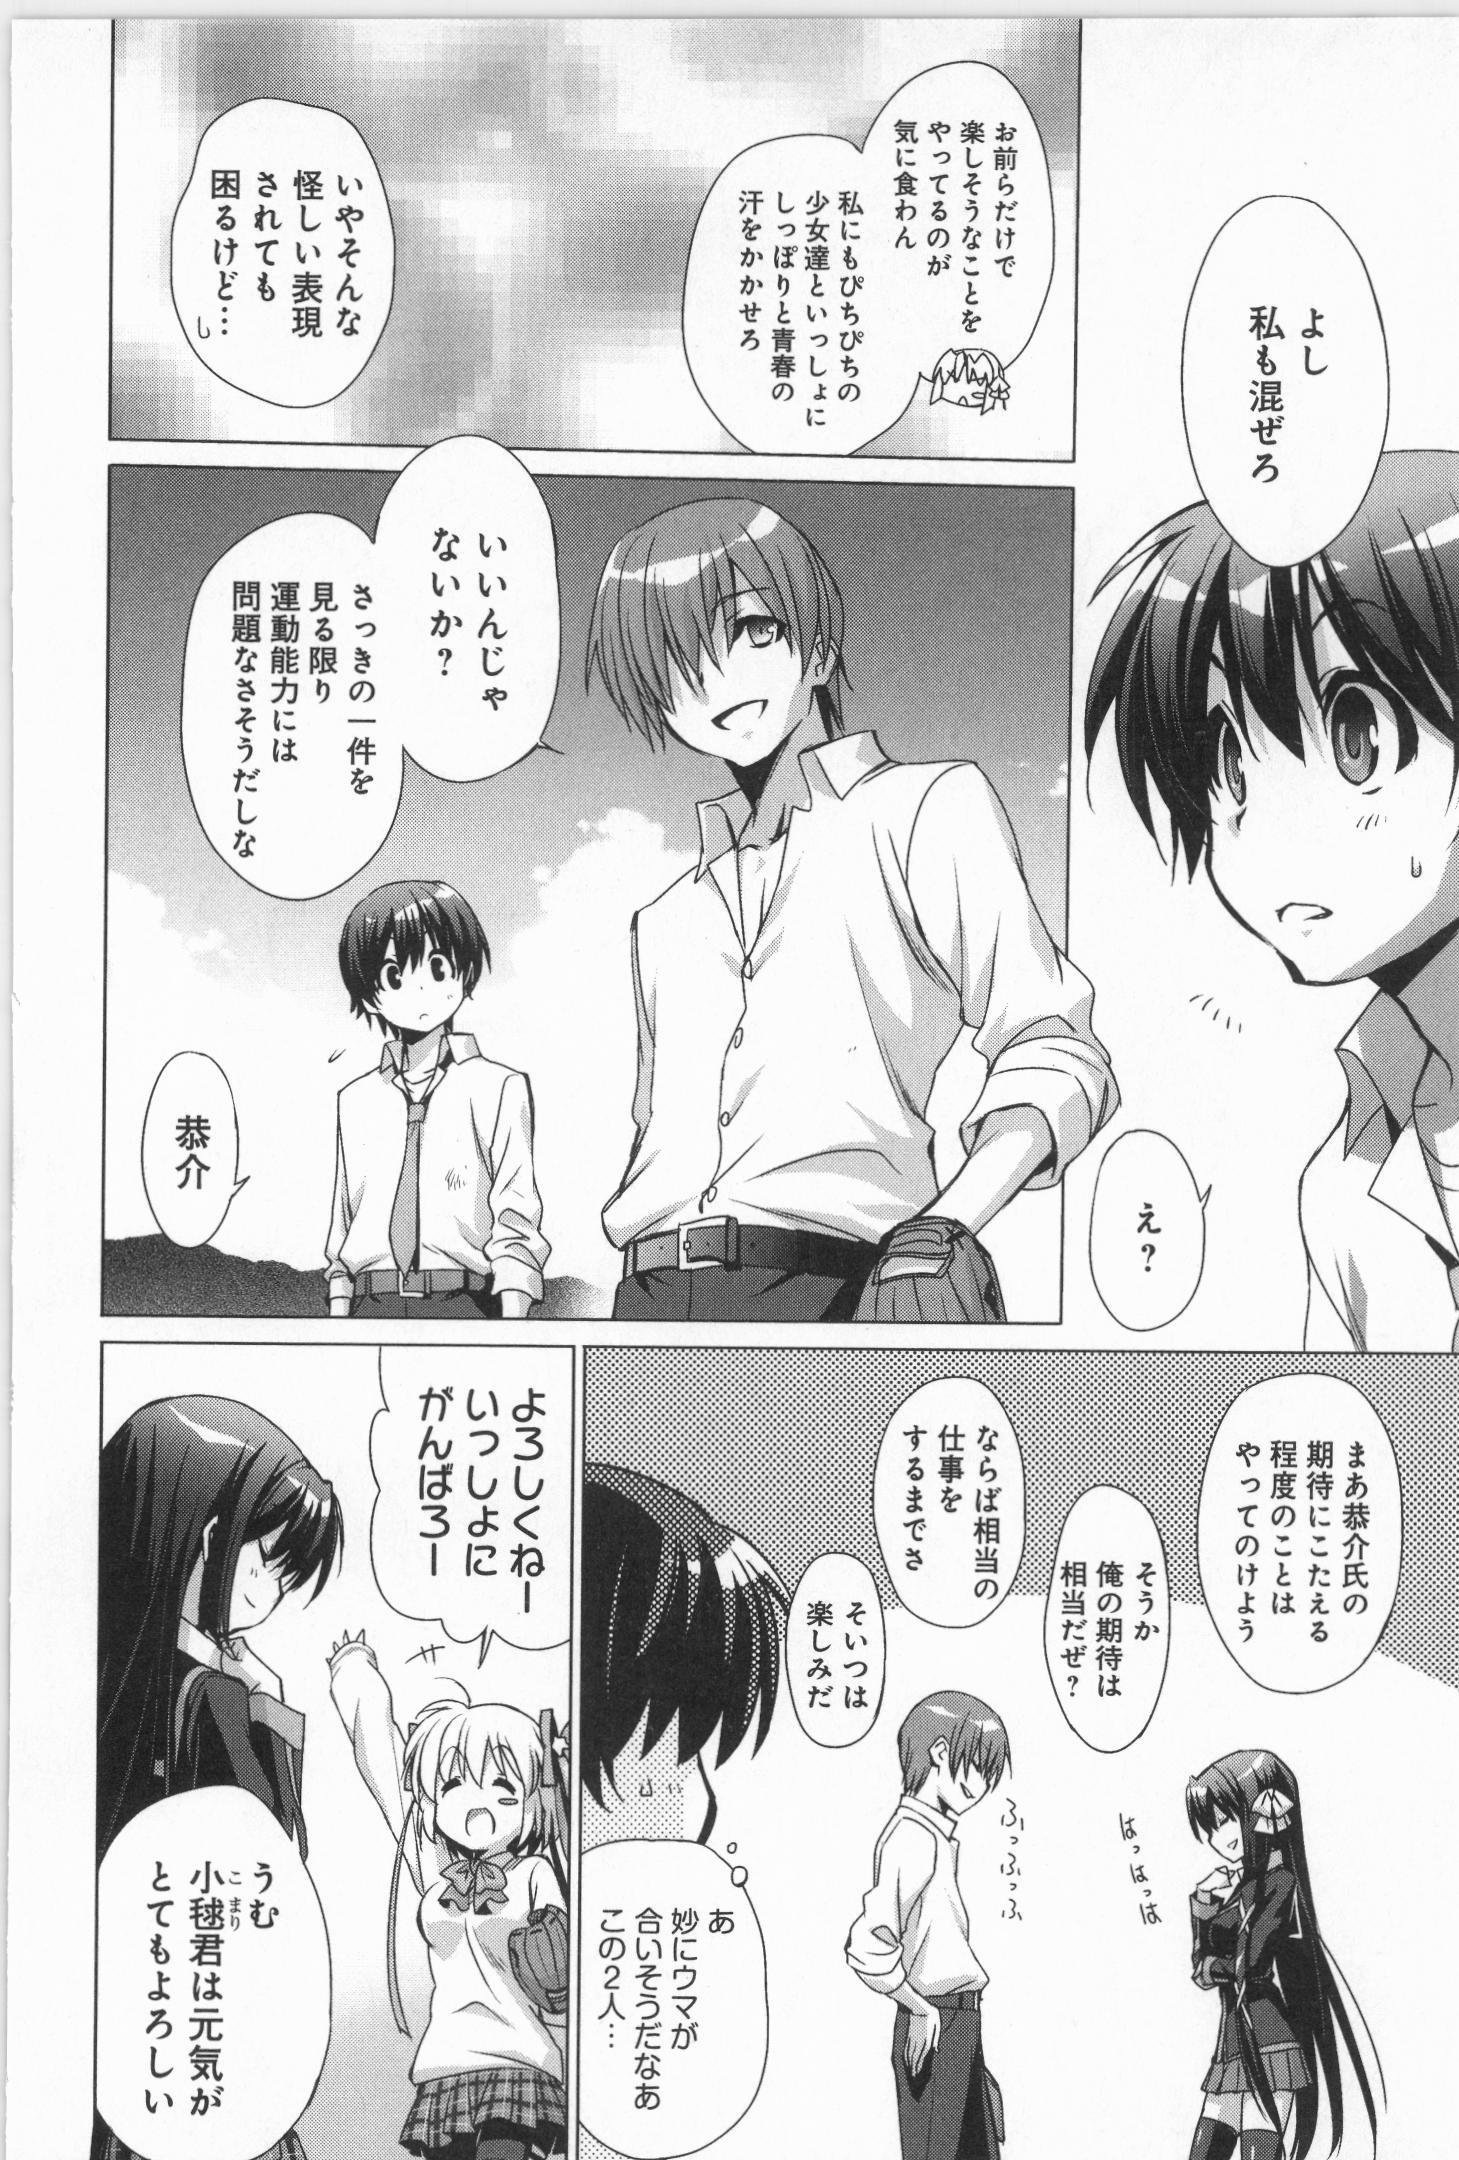 よし
私も混ぜろ
え?
お前らだけで
楽しそうなことを
やってるのが
気に食わん
私にもぴちぴちの
少女達といっしょに
しっぽりと青春の
汗をかかせろ
いやそんな
怪しい表現
されても
困るけど…
いいんじゃ
ないか?
さっきの一件を
見る限り
運動能力には
問題なさそうだしな
恭介
まあ恭介氏の
期待にこたえる
程度のことは
やってのけよう
そうか
俺の期待は
相当だぜ?
ならば相当の
仕事を
するまでさ
そいつは
楽しみだ
はっはっは
ふっふっふ
あ
妙にウマが
合いそうだなあ
この2人…
よろしくねー
いっしょに
がんばろー
うむ
小毬君は元気が
こまり
とてもよろしい